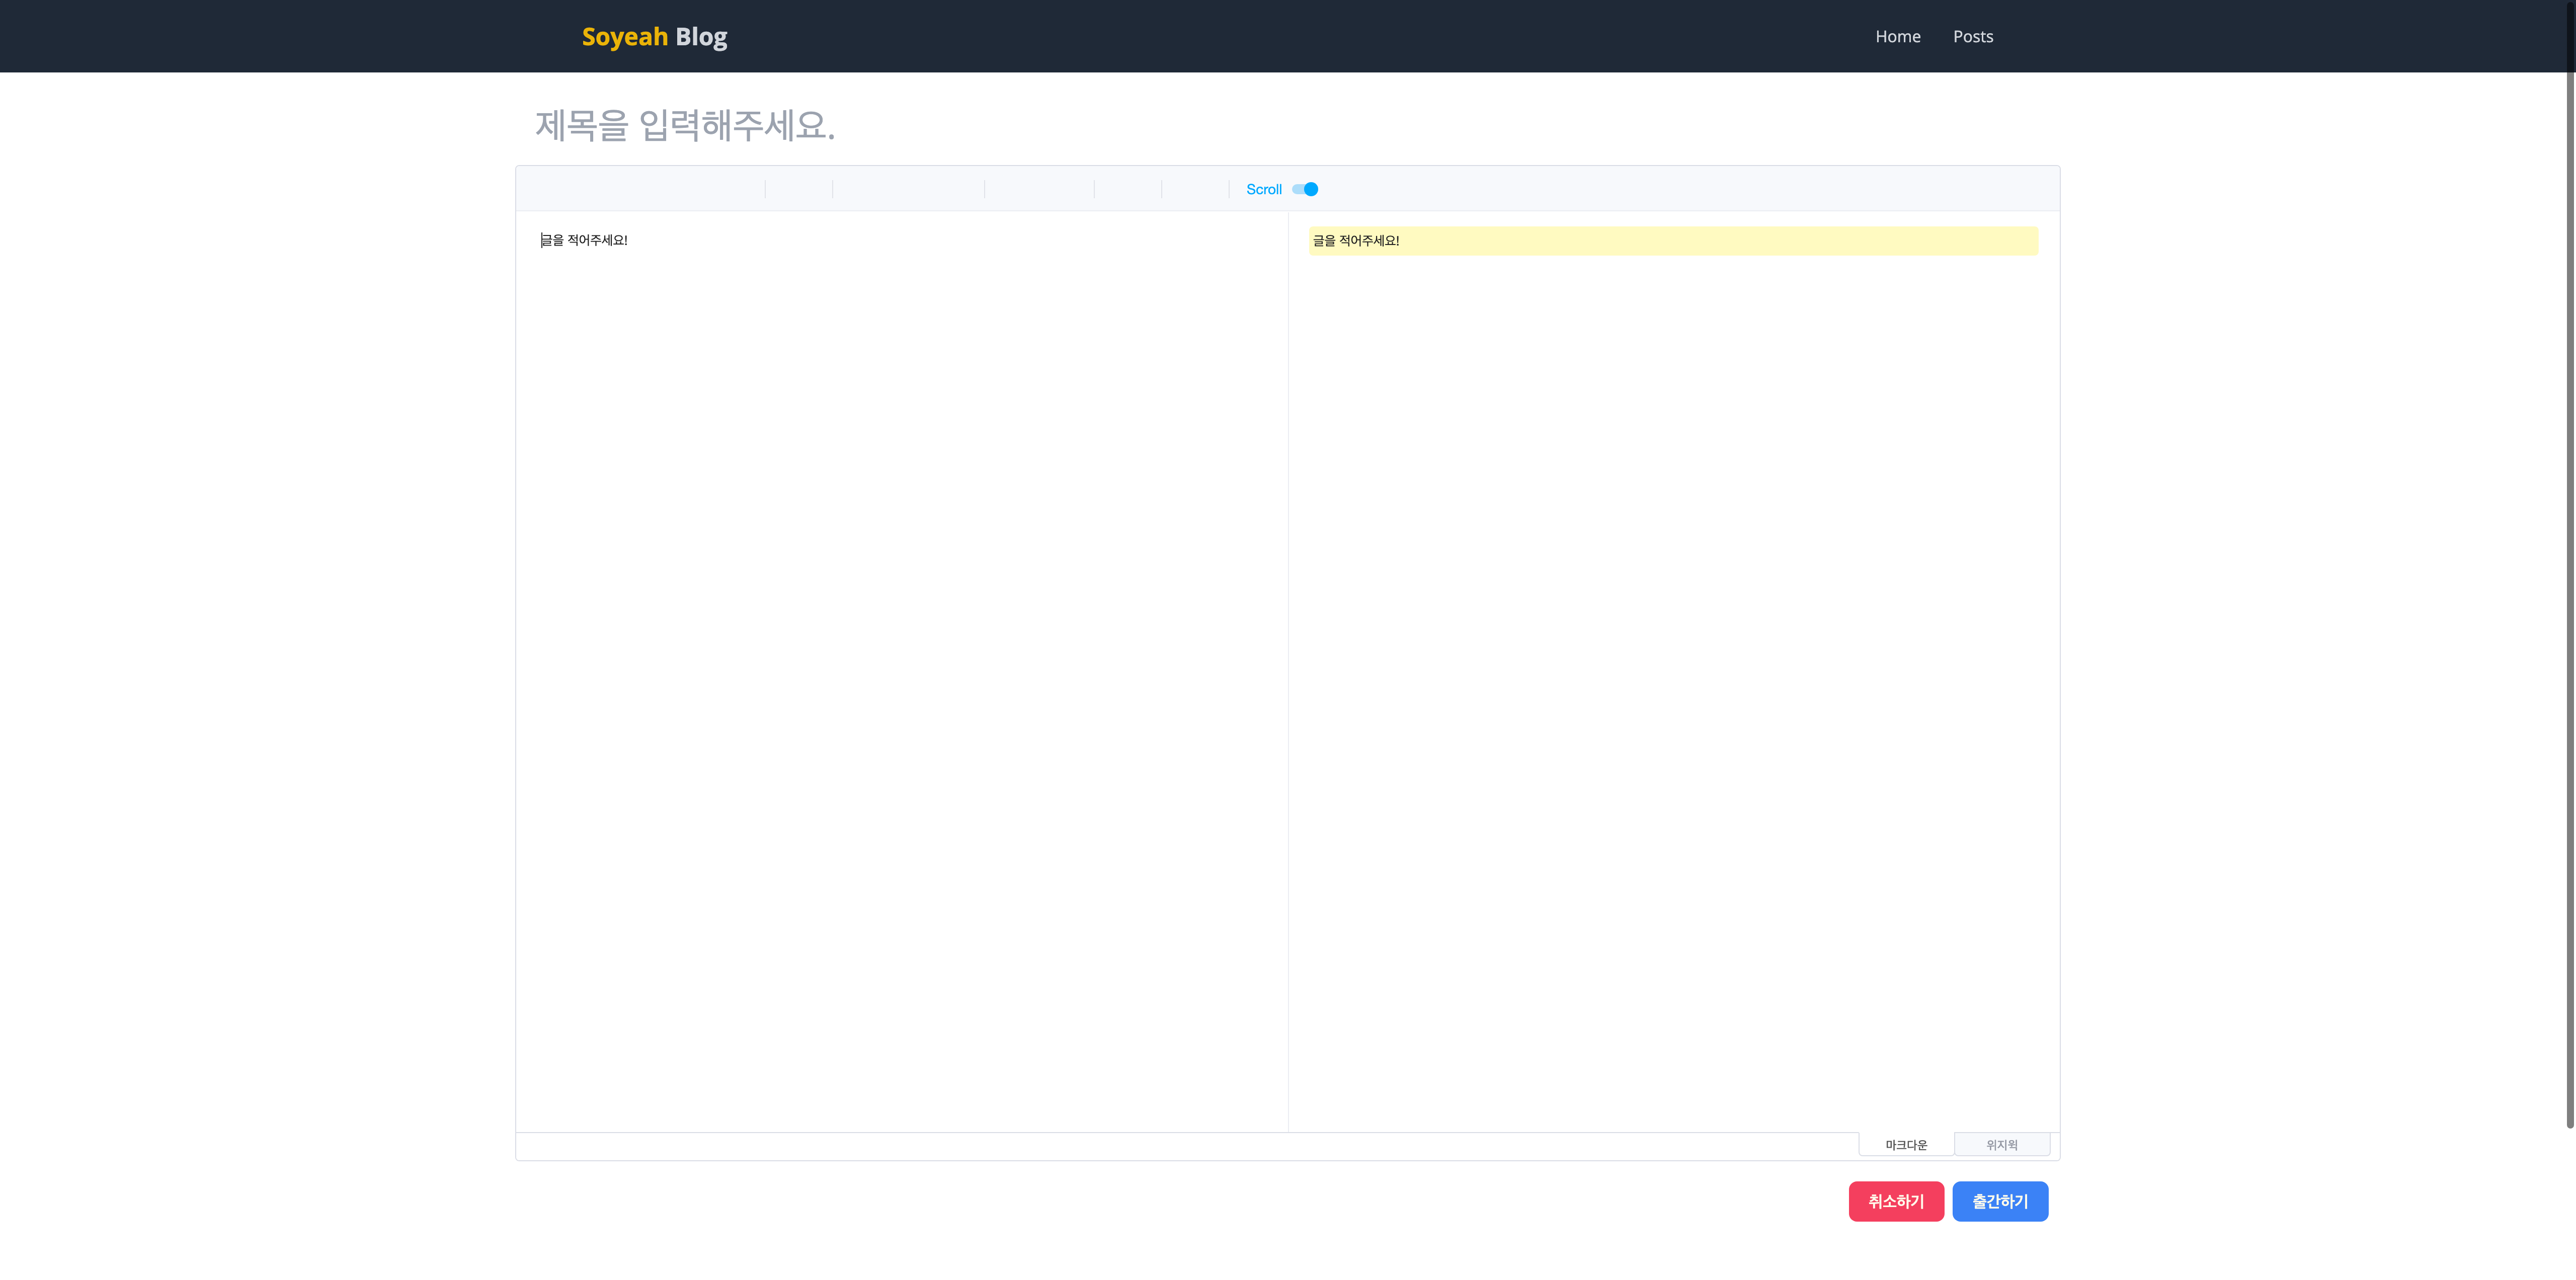 Soyeah Blog
Home Posts
제목을 입력해주세요.
Scroll
글을 적어주세요!
글을 적어주세요!
마크다운 위지윅
취소하기 출간하기